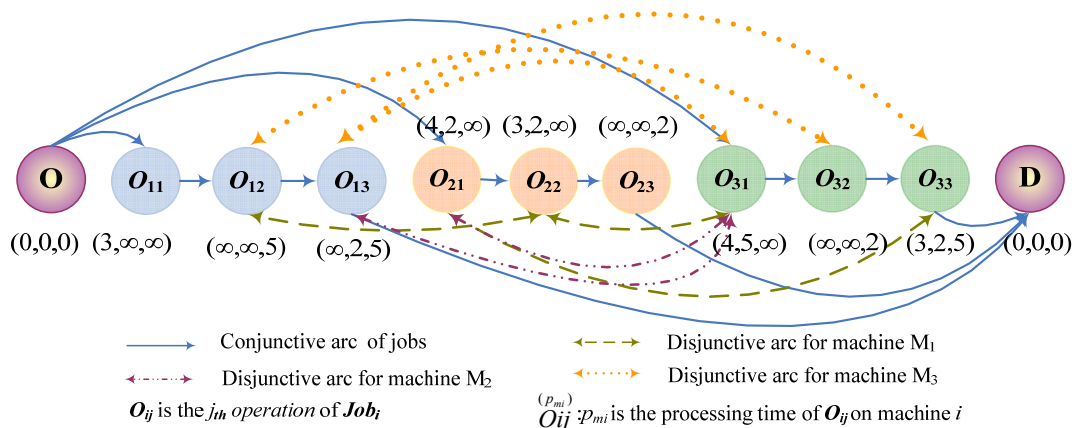 (4,2,∞) (3,2,∞) (∞,∞,2)
O O11 O12 O13 O21 O22 O23 O31 O32 O33 D
(0,0,0) (3,∞,∞) (∞,∞,5) (∞,2,5) (4,5,∞) (∞,∞,2) (3,2,5) (0,0,0)
Conjunctive arc of jobs
Disjunctive arc for machine M1
Disjunctive arc for machine M2
Disjunctive arc for machine M3
Oij is the jth operation of Jobi
(pmi)
Oij :pmi is the processing time of Oij on machine i